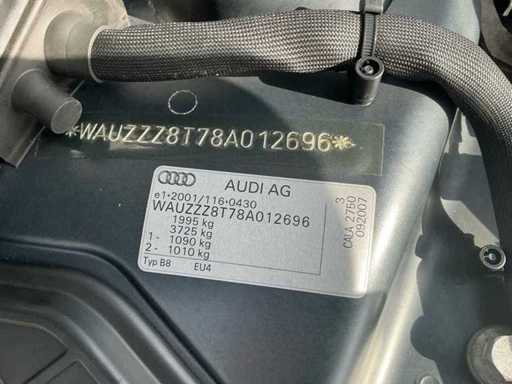 *WAUZZZ8T78A012696*
AUDI AG
e1*2001/116*0430
WAUZZZ8T78A012696
1995 kg
3725 kg
1- 1090 kg
2- 1010 kg
Typ B8 EU4
3
CALA 2750
092007